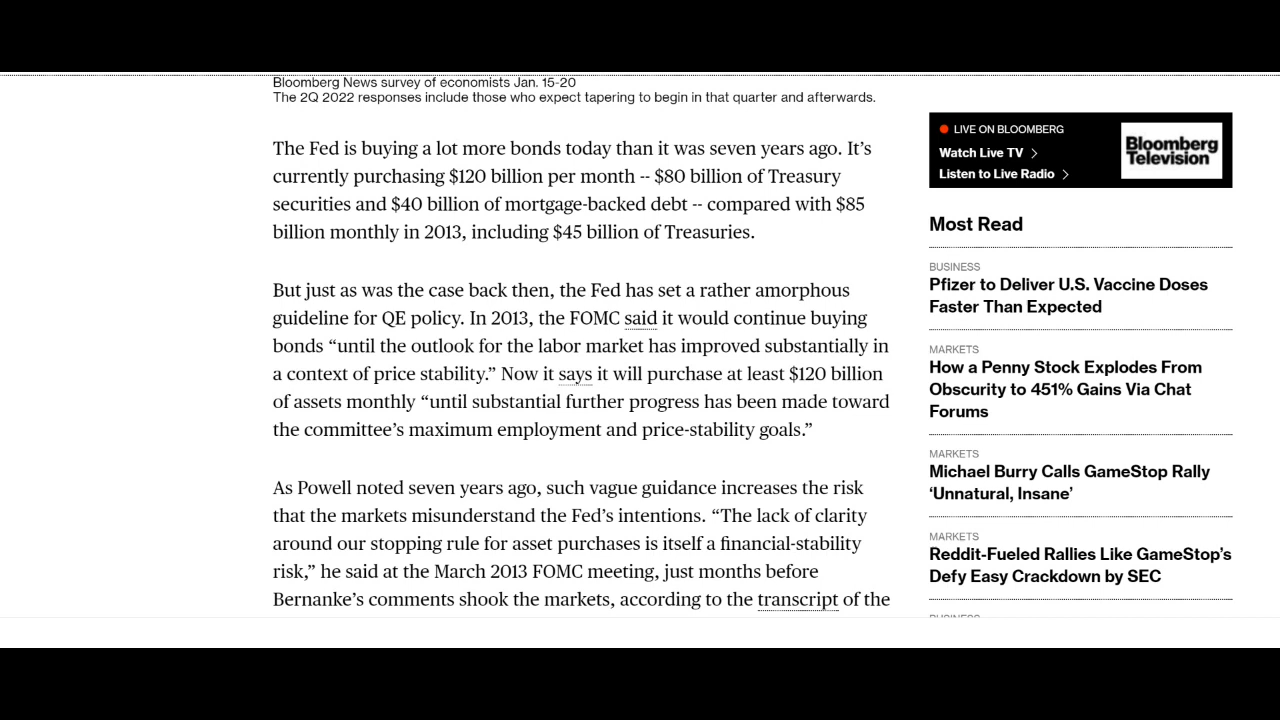 Bloomberg News survey of economists Jan. 15-20
The 2Q 2022 responses include those who expect tapering to begin in that quarter and afterwards.
The Fed is buying a lot more bonds today than it was seven years ago. It’s
currently purchasing $120 billion per month -- $80 billion of Treasury
securities and $40 billion of mortgage-backed debt -- compared with $85
billion monthly in 2013, including $45 billion of Treasuries.
But just as was the case back then, the Fed has set a rather amorphous
guideline for QE policy. In 2013, the FOMC said it would continue buying
bonds “until the outlook for the labor market has improved substantially in
a context of price stability.” Now it says it will purchase at least $120 billion
of assets monthly “until substantial further progress has been made toward
the committee’s maximum employment and price-stability goals.”
As Powell noted seven years ago, such vague guidance increases the risk
that the markets misunderstand the Fed’s intentions. “The lack of clarity
around our stopping rule for asset purchases is itself a financial-stability
risk,” he said at the March 2013 FOMC meeting, just months before
Bernanke’s comments shook the markets, according to the transcript of the
LIVE ON BLOOMBERG
Watch Live TV
Listen to Live Radio
Bloomberg
Television
Most Read
BUSINESS
Pfizer to Deliver U.S. Vaccine Doses
Faster Than Expected
MARKETS
How a Penny Stock Explodes From
Obscurity to 451% Gains Via Chat
Forums
MARKETS
Michael Burry Calls GameStop Rally
‘Unnatural, Insane’
MARKETS
Reddit-Fueled Rallies Like GameStop’s
Defy Easy Crackdown by SEC